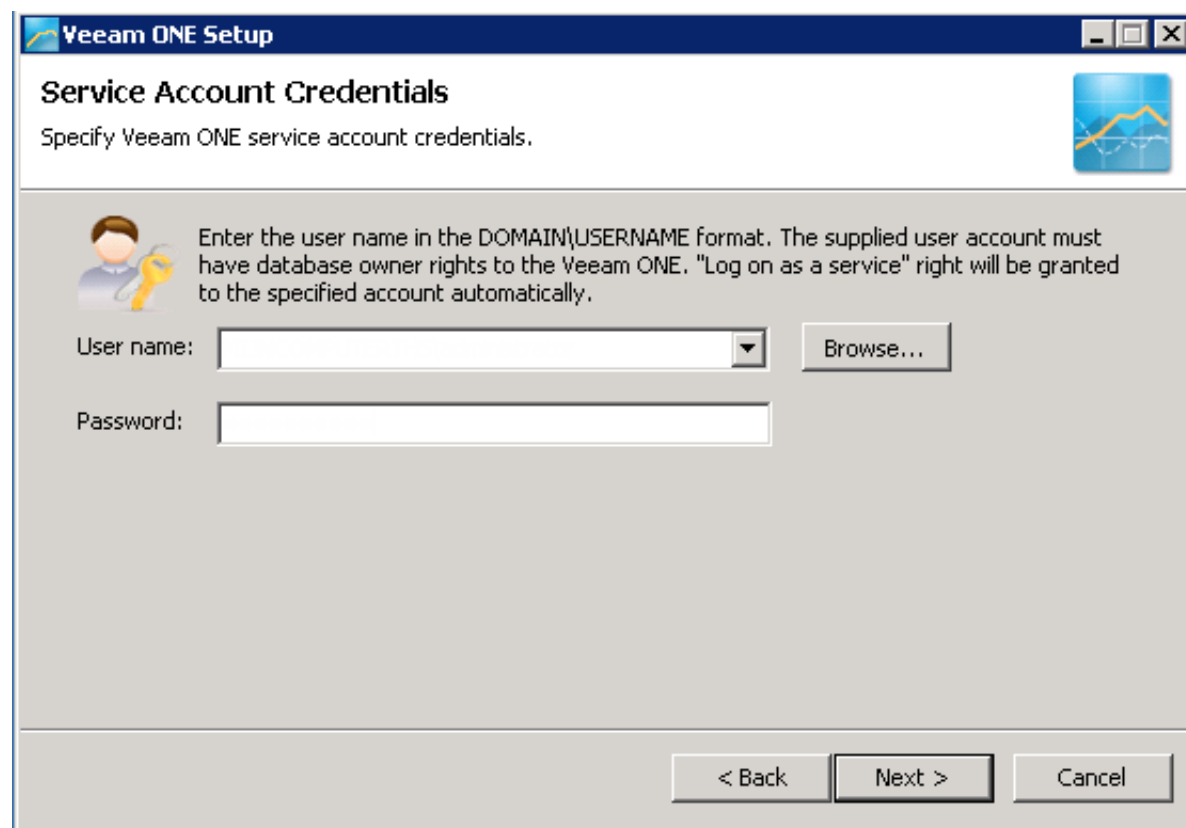 Veeam ONE Setup
Service Account Credentials
Specify Veeam ONE service account credentials.
Enter the user name in the DOMAIN\USERNAME format. The supplied user account must
have database owner rights to the Veeam ONE. "Log on as a service" right will be granted
to the specified account automatically.
User name:
Browse...
Password:
< Back
Next >
Cancel